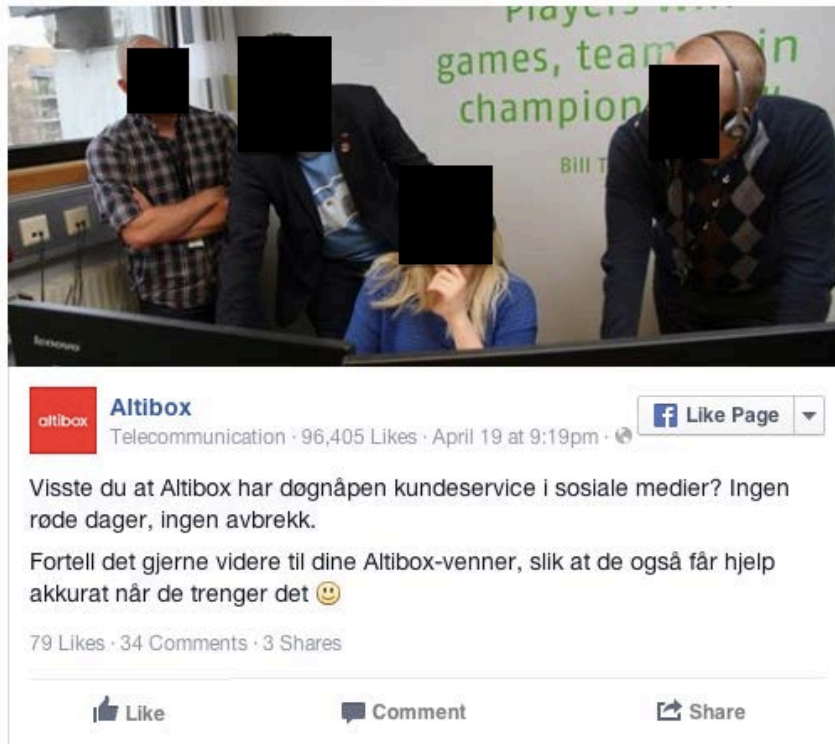 games, team in
champion
Bill T
lenovo
altibox
Altibox
Like Page
Telecommunication · 96,405 Likes · April 19 at 9:19pm ·
Visste du at Altibox har døgnåpen kundeservice i sosiale medier? Ingen
røde dager, ingen avbrekk.
Fortell det gjerne videre til dine Altibox-venner, slik at de også får hjelp
akkurat når de trenger det
79 Likes · 34 Comments · 3 Shares
Like Comment Share